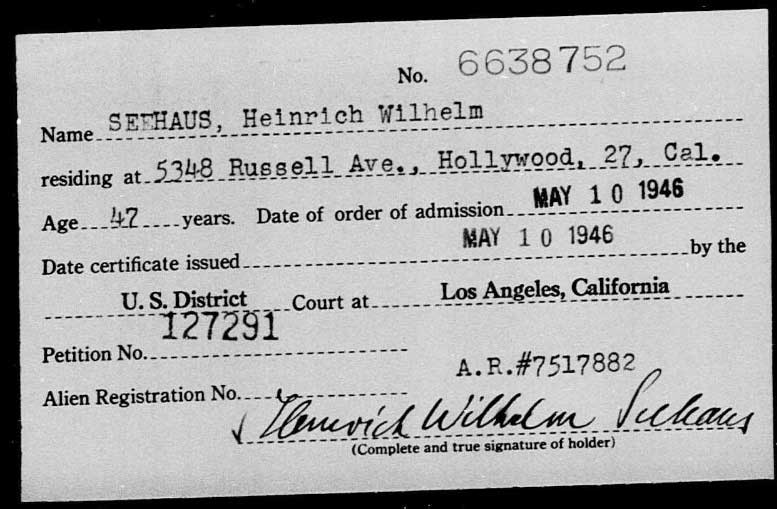 No. 6638752
Name SEEHAUS, Heinrich Wilhelm
residing at 5348 Russell Ave., Hollywood, 27, Cal.
Age 47 years. Date of order of admission MAY 10 1946
Date certificate issued MAY 10 1946 by the
U. S. District Court at Los Angeles, California
Petition No. 127291
Alien Registration No. A.R.#7517882
Heinrich Wilhelm Seehaus
(Complete and true signature of holder)